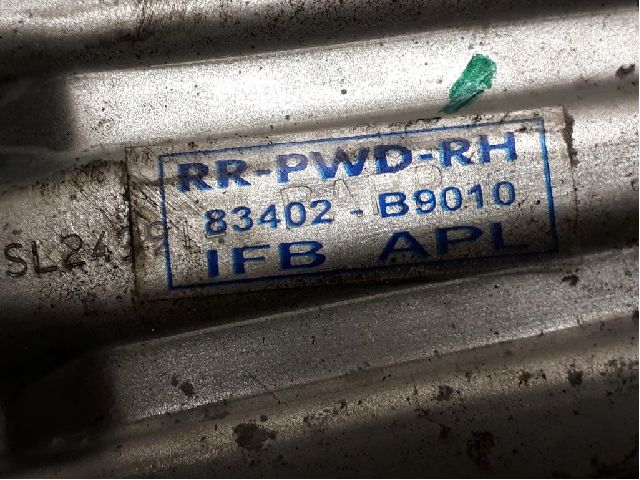 RR-PWD-RH
83402 - B9010
IFB APL